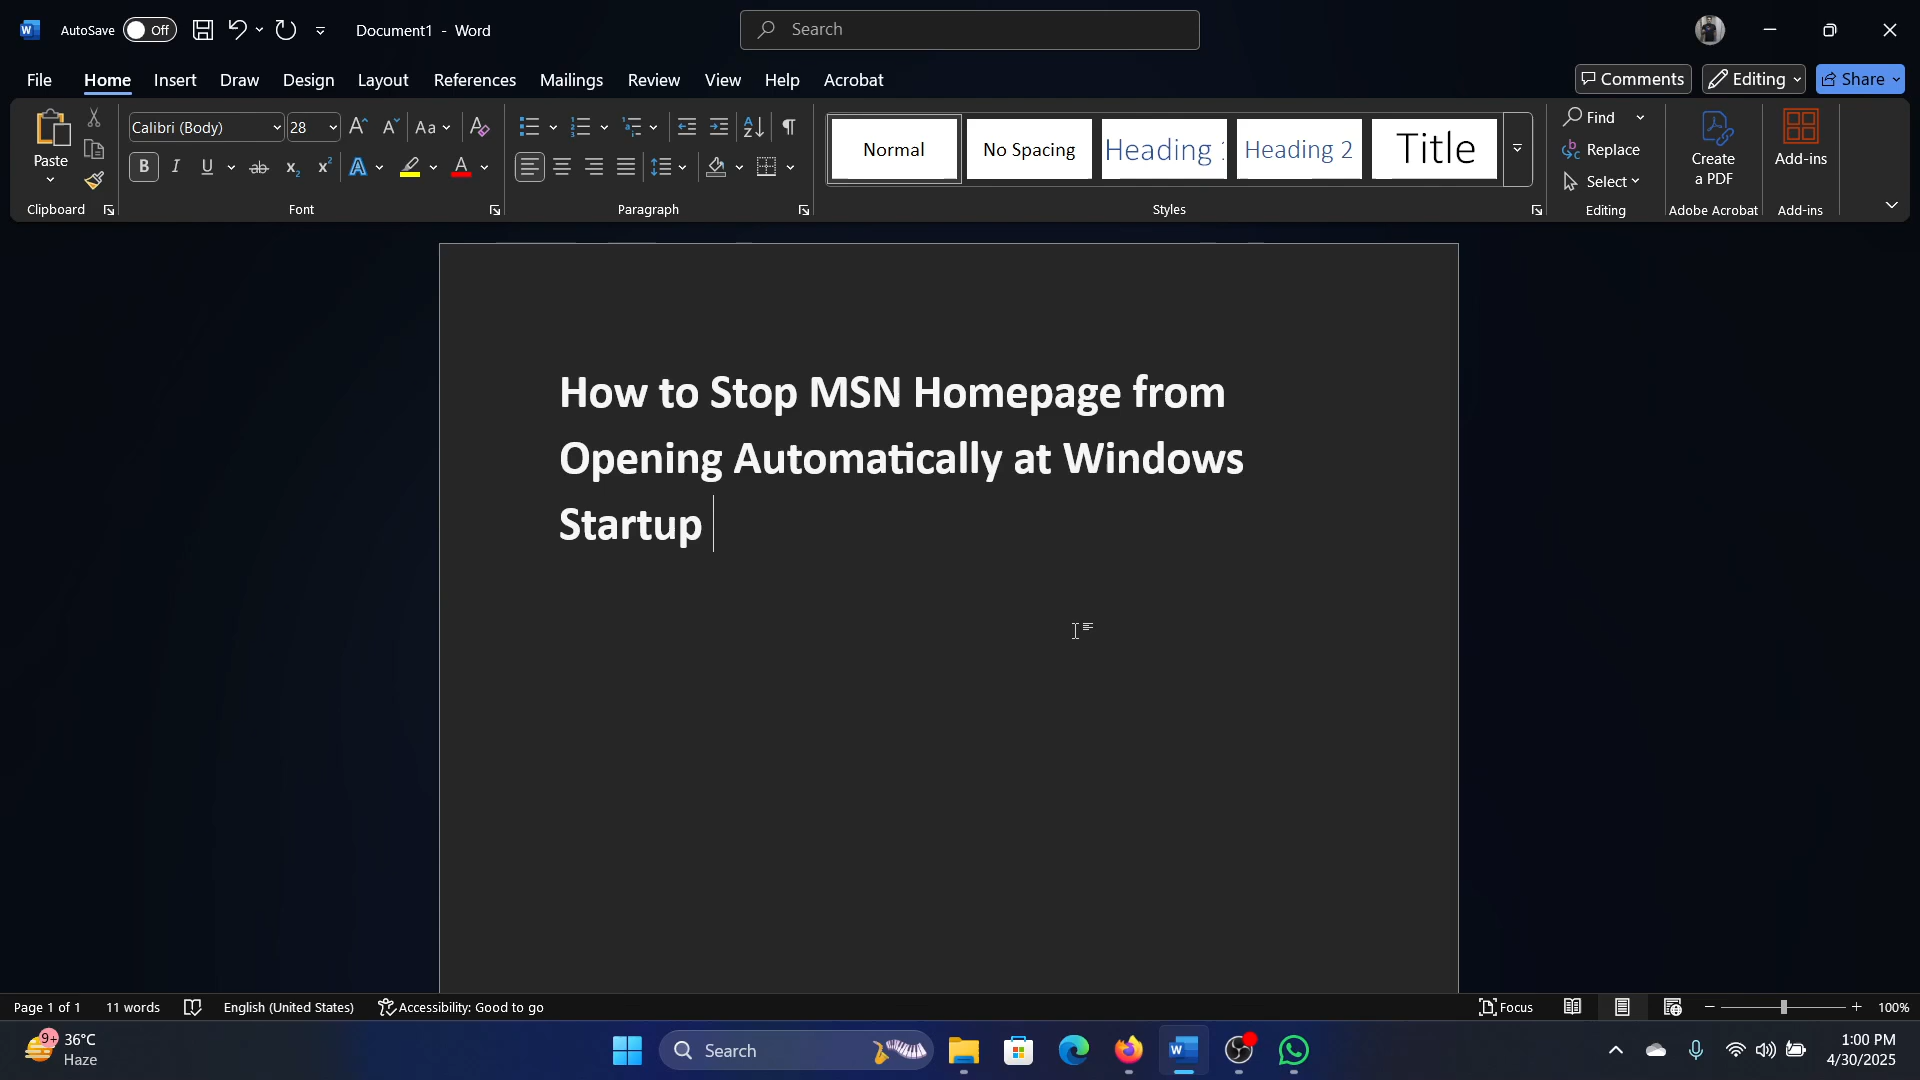 AutoSave Off Document1 - Word Search
File Home Insert Draw Design Layout References Mailings Review View Help Acrobat Comments Editing Share
Paste Calibri (Body) 28 Aa Normal No Spacing Heading Heading 2 Title Find Replace Select Create a PDF Add-ins
Clipboard Font Paragraph Styles Editing Adobe Acrobat Add-ins
How to Stop MSN Homepage from
Opening Automatically at Windows
Startup
Page 1 of 1 11 words English (United States) Accessibility: Good to go Focus 100%
9+ 36°C Search 1:00 PM
Haze 4/30/2025